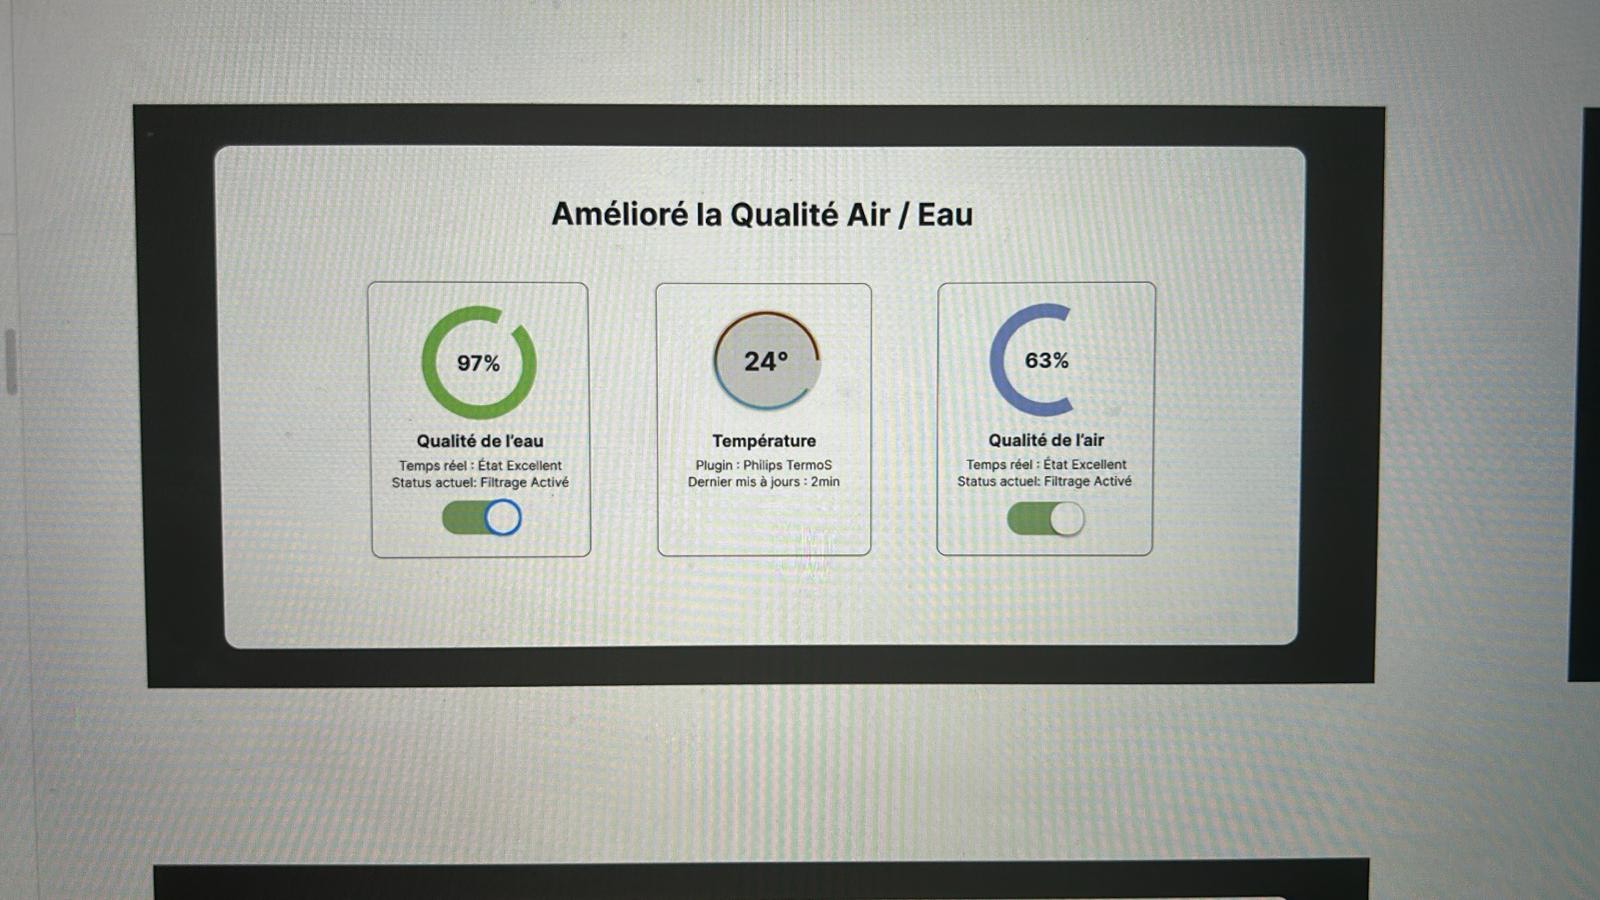 Amélioré la Qualité Air / Eau
97%
Qualité de l'eau
Temps réel : État Excellent
Status actuel: Filtrage Activé
24°
Température
Plugin : Philips TermoS
Dernier mis à jours : 2min
63%
Qualité de l'air
Temps réel : État Excellent
Status actuel: Filtrage Activé